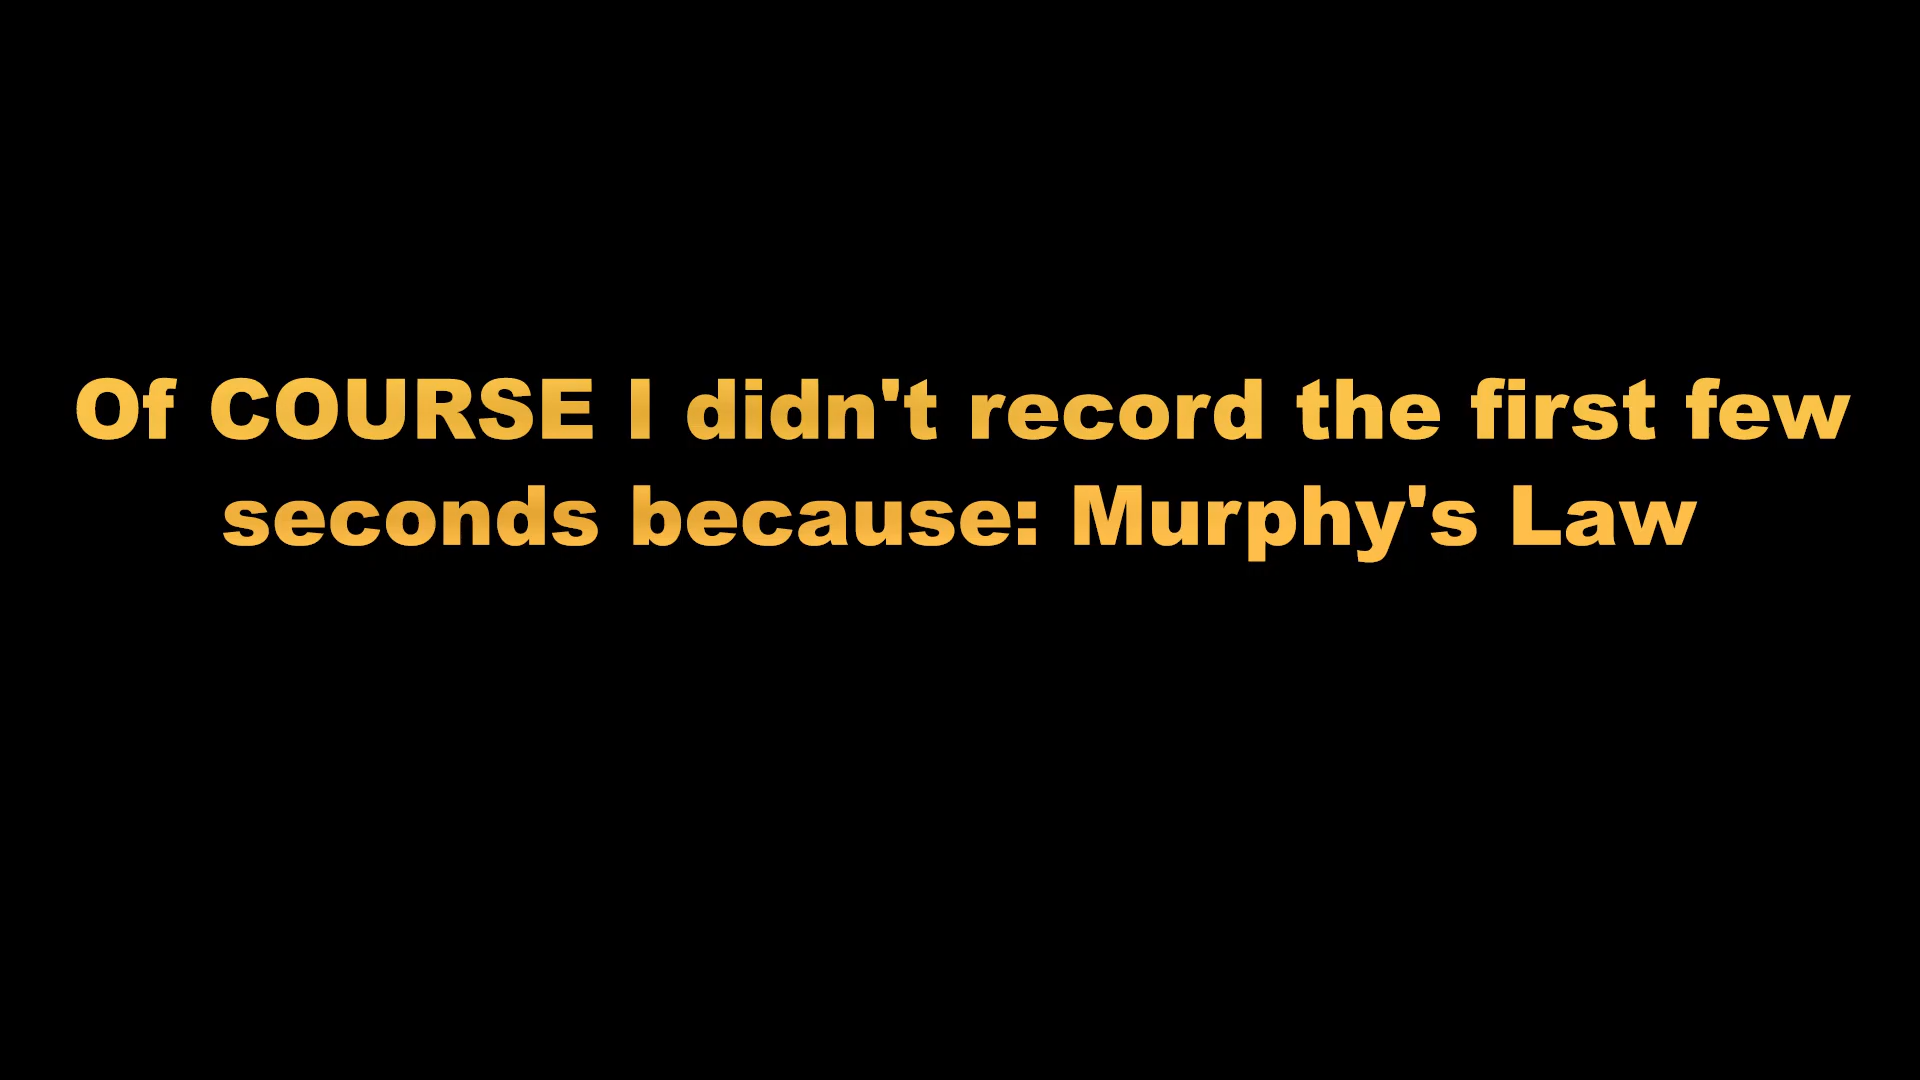 Of COURSE I didn't record the first few
seconds because: Murphy's Law